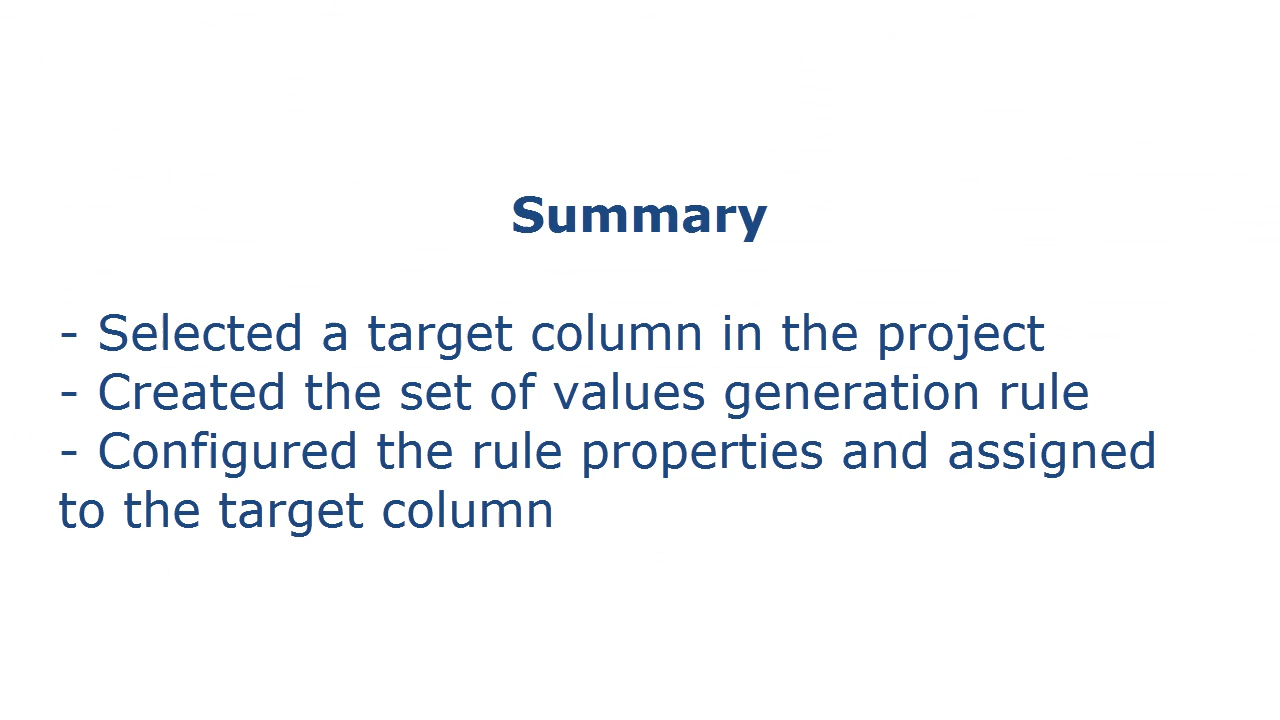 Summary
- Selected a target column in the project
- Created the set of values generation rule
- Configured the rule properties and assigned
to the target column